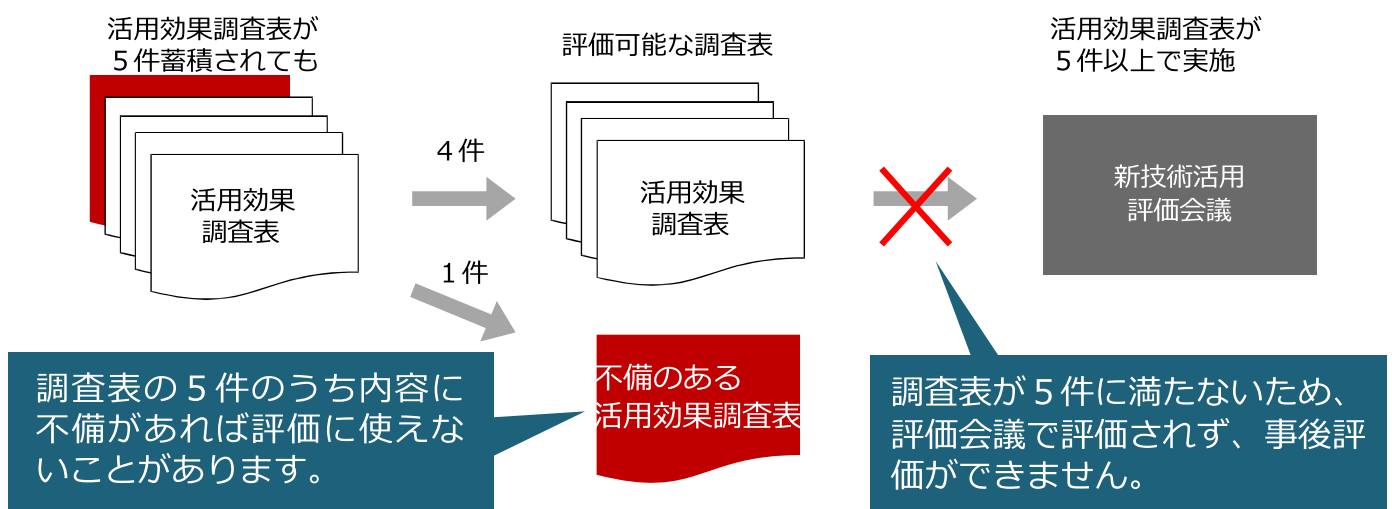 活用効果調査表が
５件蓄積されても
評価可能な調査表
活用効果調査表が
５件以上で実施
４件
活用効果
調査表
活用効果
調査表
新技術活用
評価会議
１件
不備のある
活用効果調査表
調査表の５件のうち内容に
不備があれば評価に使えな
いことがあります。
調査表が５件に満たないため、
評価会議で評価されず、事後評
価ができません。